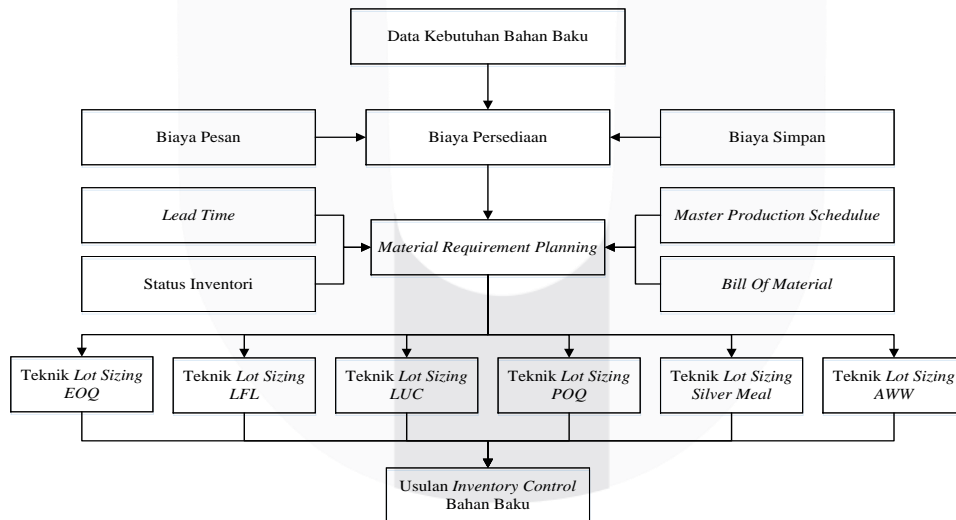 Data Kebutuhan Bahan Baku
Biaya Pesan
Biaya Persediaan
Biaya Simpan
Lead Time
Master Production Schedulue
Material Requirement Planning
Status Inventori
Bill Of Material
Teknik Lot Sizing
EOQ
Teknik Lot Sizing
LFL
Teknik Lot Sizing
LUC
Teknik Lot Sizing
POQ
Teknik Lot Sizing
Silver Meal
Teknik Lot Sizing
AWW
Usulan Inventory Control
Bahan Baku